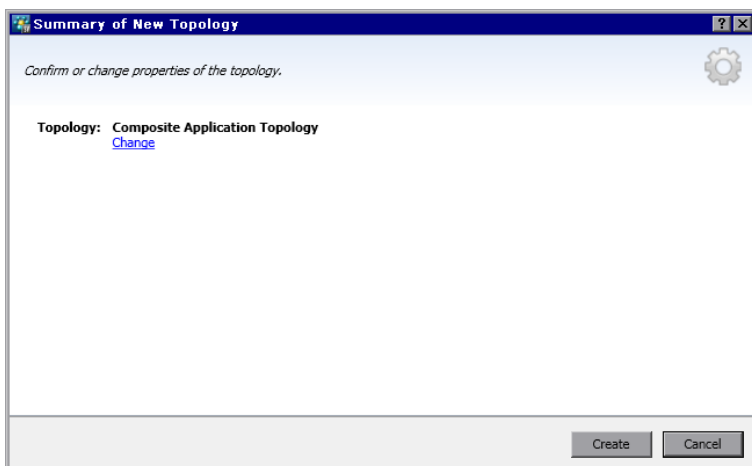 Summary of New Topology
?
Confirm or change properties of the topology.
Topology: Composite Application Topology
Change
Create Cancel